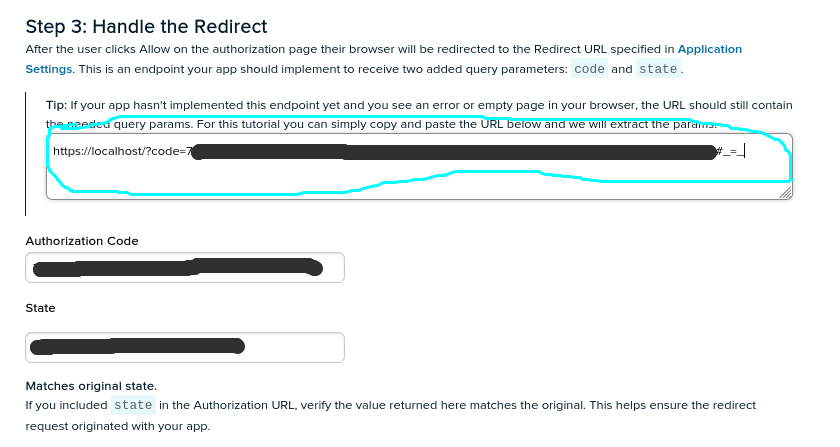 Step 3: Handle the Redirect
After the user clicks Allow on the authorization page their browser will be redirected to the Redirect URL specified in Application
Settings. This is an endpoint your app should implement to receive two added query parameters: code and state.
Tip: If your app hasn't implemented this endpoint yet and you see an error or empty page in your browser, the URL should still contain
the needed query params. For this tutorial you can simply copy and paste the URL below and we will extract the params.
https://localhost/?code=7 #_=_
Authorization Code
State
Matches original state.
If you included state in the Authorization URL, verify the value returned here matches the original. This helps ensure the redirect
request originated with your app.